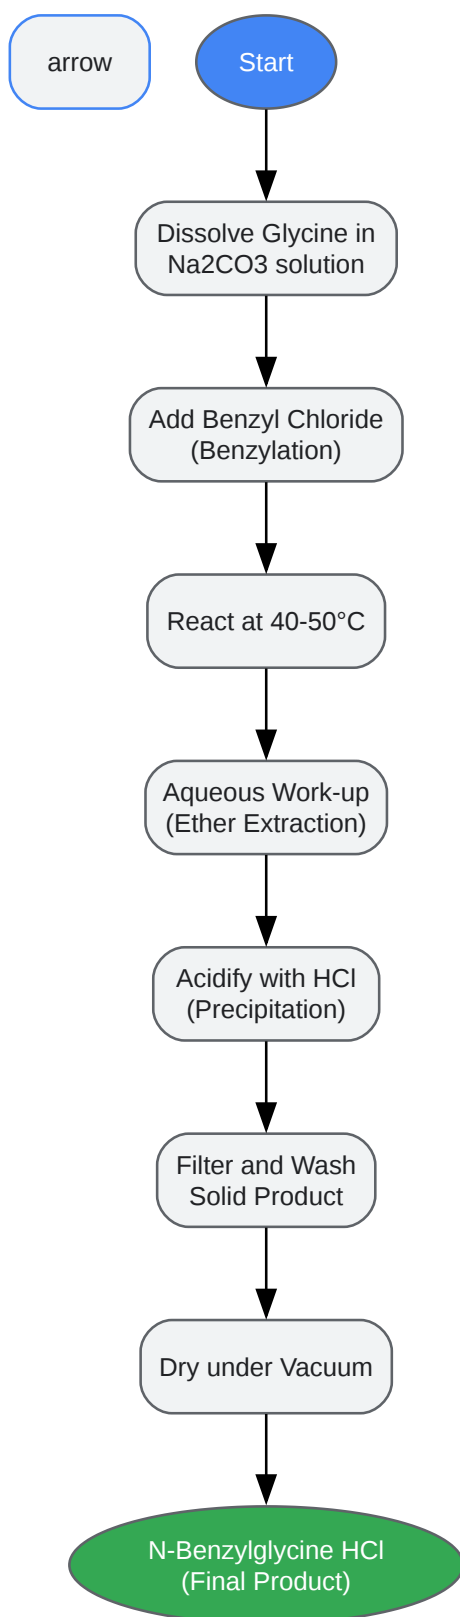 arrow
Start
Dissolve Glycine in
Na2CO3 solution
Add Benzyl Chloride
(Benzylation)
React at 40-50°C
Aqueous Work-up
(Ether Extraction)
Acidify with HCl
(Precipitation)
Filter and Wash
Solid Product
Dry under Vacuum
N-Benzylglycine HCl
(Final Product)